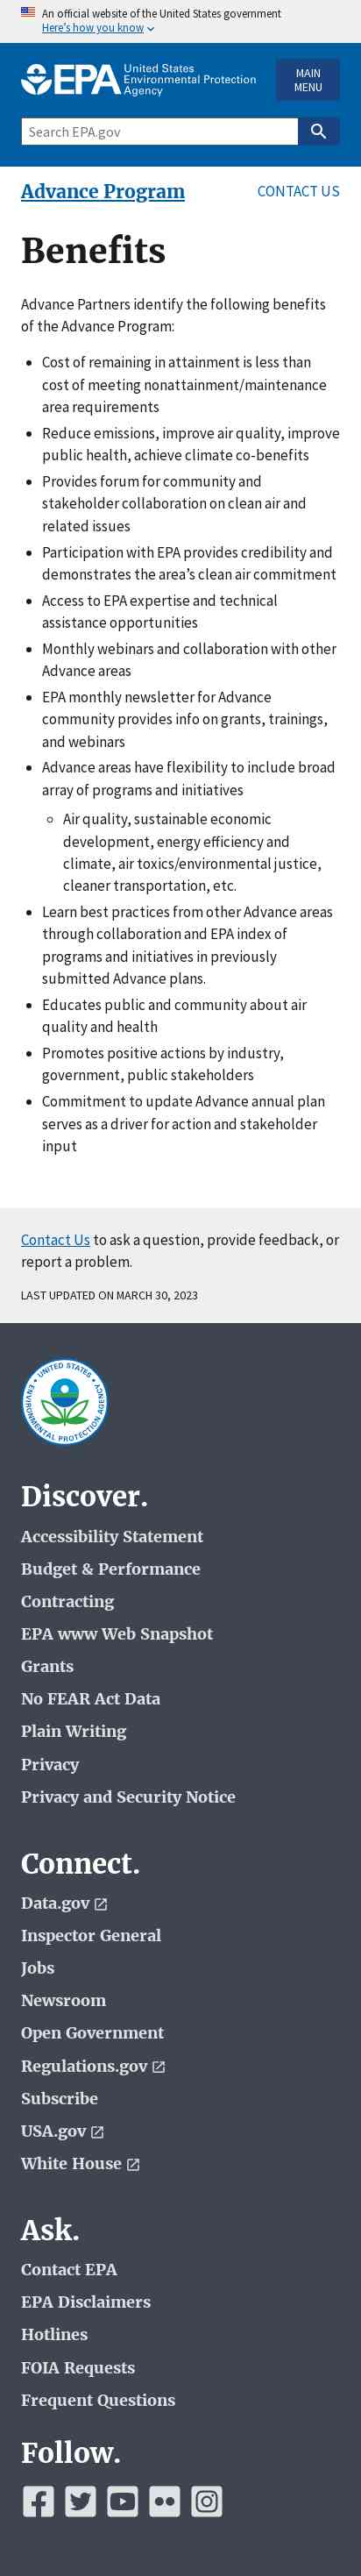 An official website of the United States government
Here's how you know
EPA United States
Environmental Protection
Agency
MAIN
MENU
Search EPA.gov
Advance Program
CONTACT US
Benefits
Advance Partners identify the following benefits
of the Advance Program:
Cost of remaining in attainment is less than
cost of meeting nonattainment/maintenance
area requirements
Reduce emissions, improve air quality, improve
public health, achieve climate co-benefits
Provides forum for community and
stakeholder collaboration on clean air and
related issues
Participation with EPA provides credibility and
demonstrates the area's clean air commitment
Access to EPA expertise and technical
assistance opportunities
Monthly webinars and collaboration with other
Advance areas
EPA monthly newsletter for Advance
community provides info on grants, trainings,
and webinars
Advance areas have flexibility to include broad
array of programs and initiatives
Air quality, sustainable economic
development, energy efficiency and
climate, air toxics/environmental justice,
cleaner transportation, etc.
Learn best practices from other Advance areas
through collaboration and EPA index of
programs and initiatives in previously
submitted Advance plans.
Educates public and community about air
quality and health
Promotes positive actions by industry,
government, public stakeholders
Commitment to update Advance annual plan
serves as a driver for action and stakeholder
input
Contact Us to ask a question, provide feedback, or
report a problem.
LAST UPDATED ON MARCH 30, 2023
UNITED STATES
ENVIRONMENTAL PROTECTION
AGENCY
Discover.
Accessibility Statement
Budget & Performance
Contracting
EPA www Web Snapshot
Grants
No FEAR Act Data
Plain Writing
Privacy
Privacy and Security Notice
Connect.
Data.gov
Inspector General
Jobs
Newsroom
Open Government
Regulations.gov
Subscribe
USA.gov
White House
Ask.
Contact EPA
EPA Disclaimers
Hotlines
FOIA Requests
Frequent Questions
Follow.